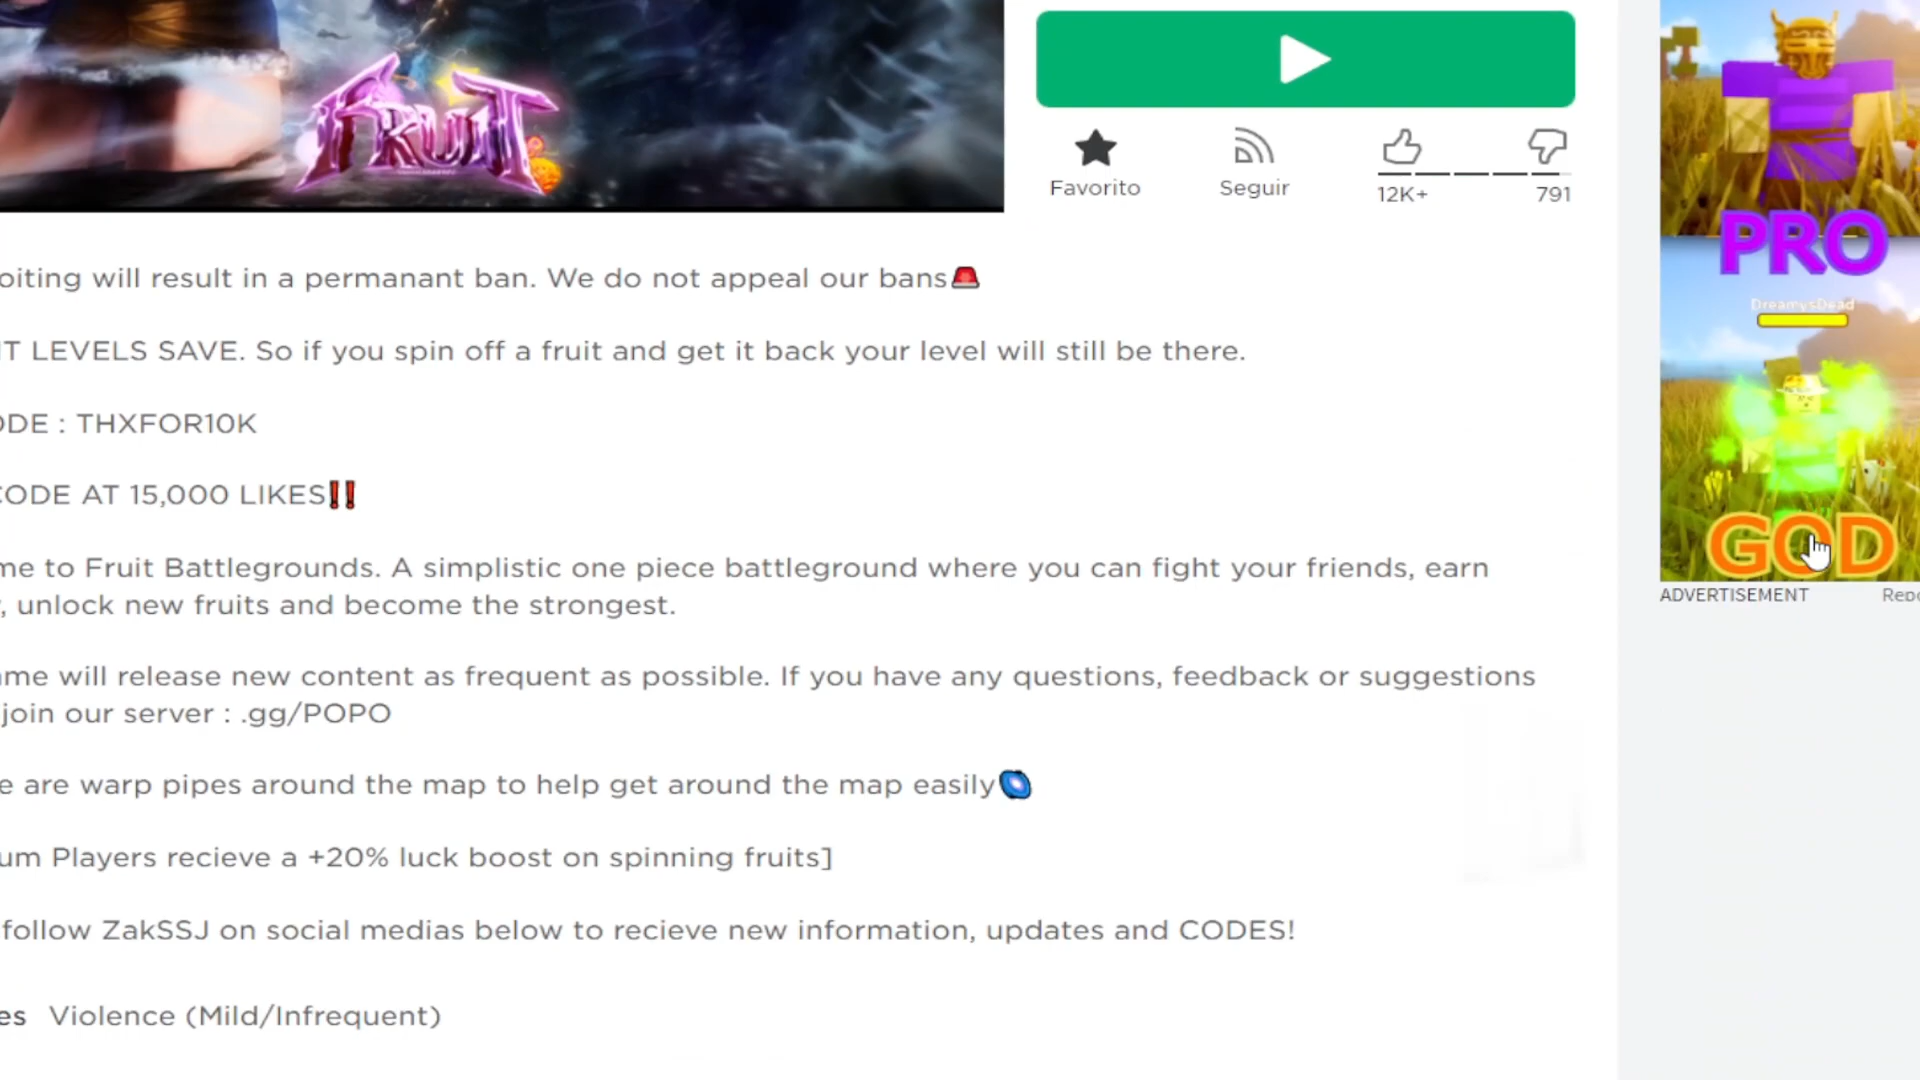 FRUIT
Favorito
Seguir
12K+
791
oiting will result in a permanant ban. We do not appeal our bans🚨
IT LEVELS SAVE. So if you spin off a fruit and get it back your level will still be there.
ODE : THXFOR10K
CODE AT 15,000 LIKES‼️
me to Fruit Battlegrounds. A simplistic one piece battleground where you can fight your friends, earn
, unlock new fruits and become the strongest.
ame will release new content as frequent as possible. If you have any questions, feedback or suggestions
join our server : .gg/POPO
e are warp pipes around the map to help get around the map easily🌀
um Players recieve a +20% luck boost on spinning fruits]
follow ZakSSJ on social medias below to recieve new information, updates and CODES!
es Violence (Mild/Infrequent)
PRO
DreamysDead
GOD
ADVERTISEMENT
Repo